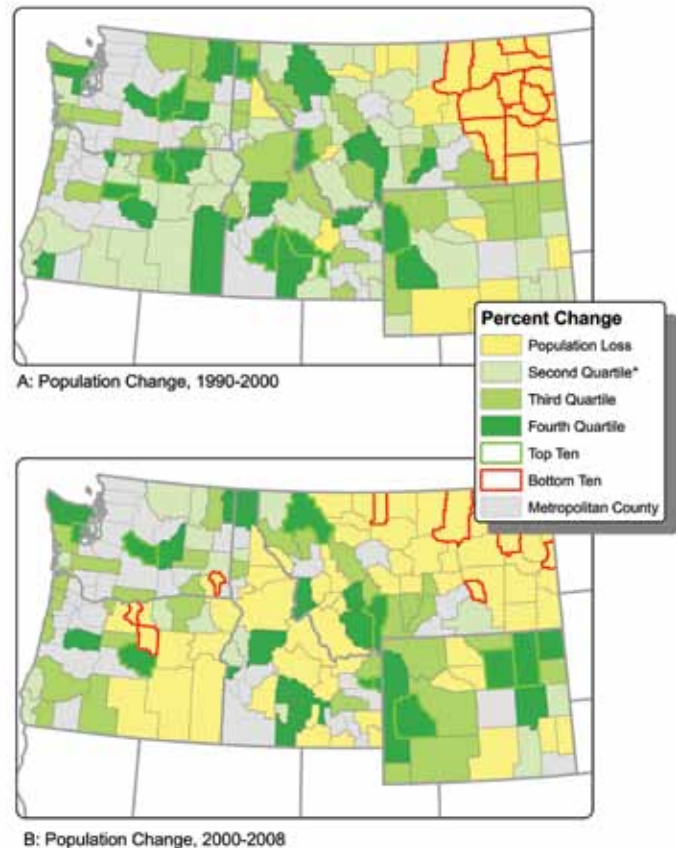 Percent Change
Population Loss
Second Quartile*
Third Quartile
Fourth Quartile
Top Ten
Bottom Ten
Metropolitan County
A: Population Change, 1990-2000
B: Population Change, 2000-2008